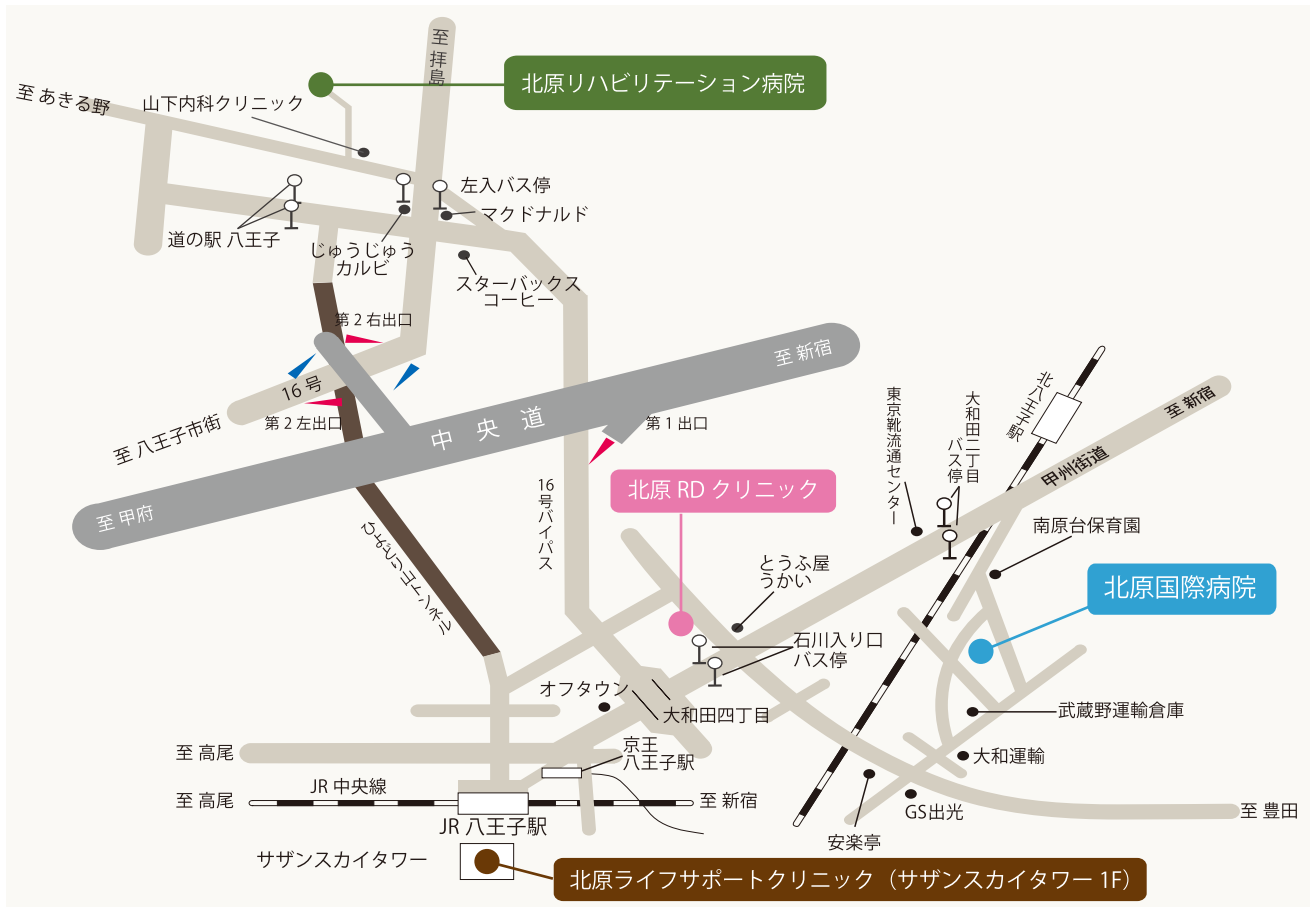 至 拝島
北原リハビリテーション病院
至 あきる野
山下内科クリニック
左入バス停
マクドナルド
道の駅 八王子
じゅうじゅう
カルビ
スターバックス
コーヒー
第2右出口
16号
至 八王子市街
第2左出口
中央道
至 新宿
至 甲府
第1出口
16号バイパス
ひよどり山トンネル
北原 RD クリニック
東京靴流通センター
大和田二丁目
バス停
北八王子駅
至 新宿
甲州街道
南原台保育園
北原国際病院
とうふ屋
うかい
石川入り口
バス停
オフタウン
大和田四丁目
武蔵野運輸倉庫
大和運輸
京王
八王子駅
至 高尾
JR 中央線
至 高尾
至 新宿
JR 八王子駅
GS出光
至 豊田
安楽亭
サザンスカイタワー
北原ライフサポートクリニック（サザンスカイタワー 1F）